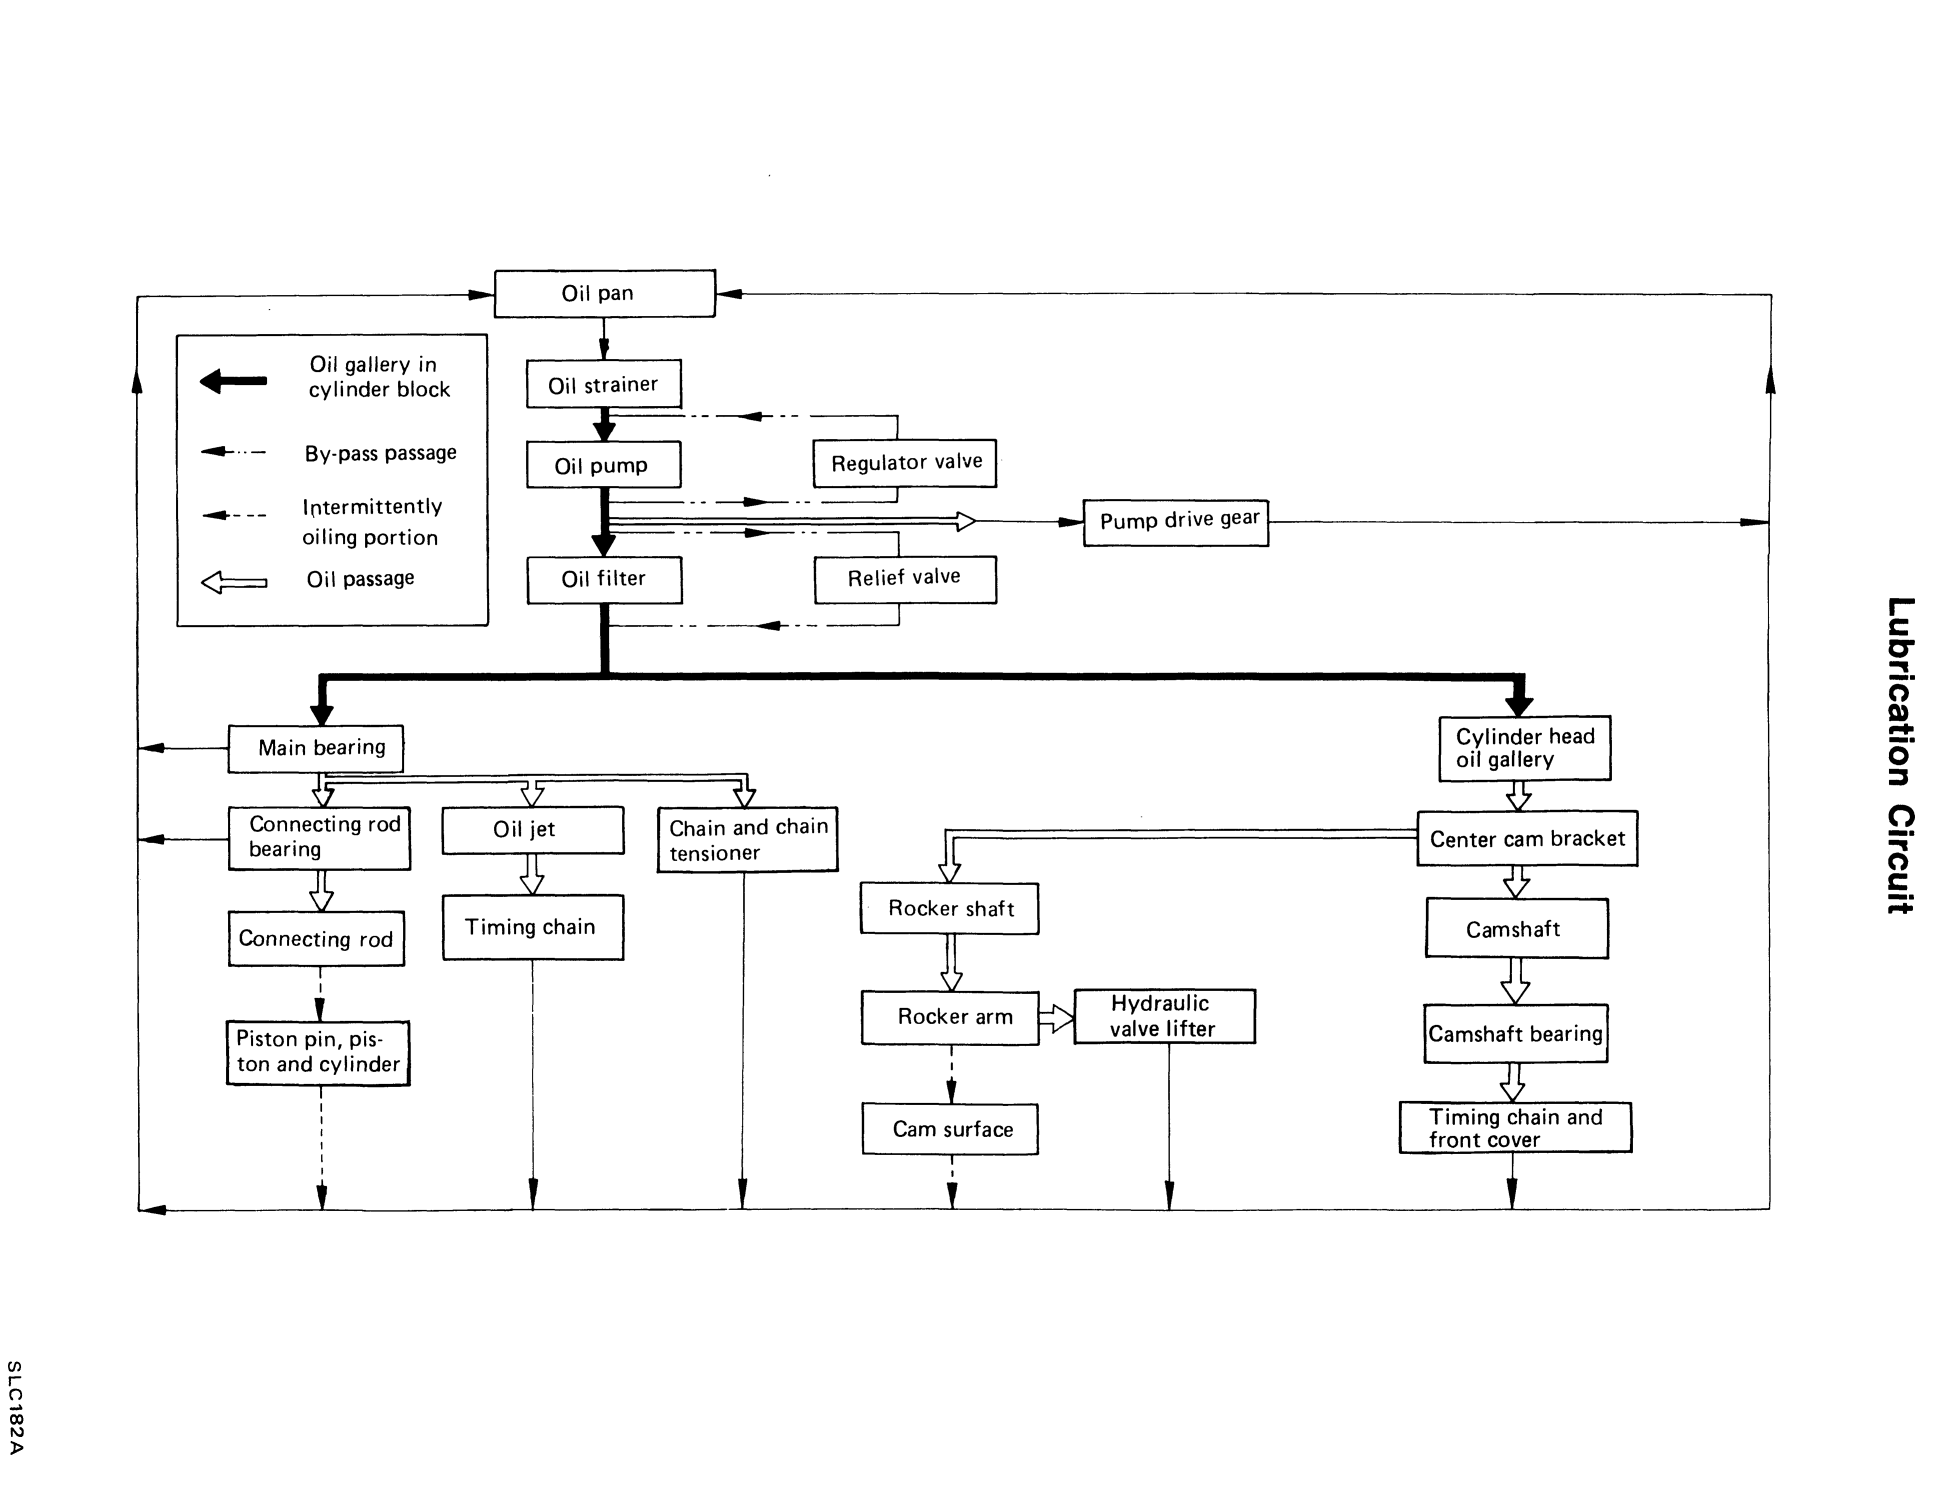 Lubrication Circuit
Oil pan
Oil gallery in
cylinder block
By-pass passage
Intermittently
oiling portion
Oil passage
Oil strainer
Oil pump
Regulator valve
Pump drive gear
Oil filter
Relief valve
Main bearing
Cylinder head
oil gallery
Connecting rod
bearing
Oil jet
Chain and chain
tensioner
Center cam bracket
Connecting rod
Timing chain
Rocker shaft
Camshaft
Piston pin, pis-
ton and cylinder
Rocker arm
Hydraulic
valve lifter
Camshaft bearing
Cam surface
Timing chain and
front cover
SLC182A